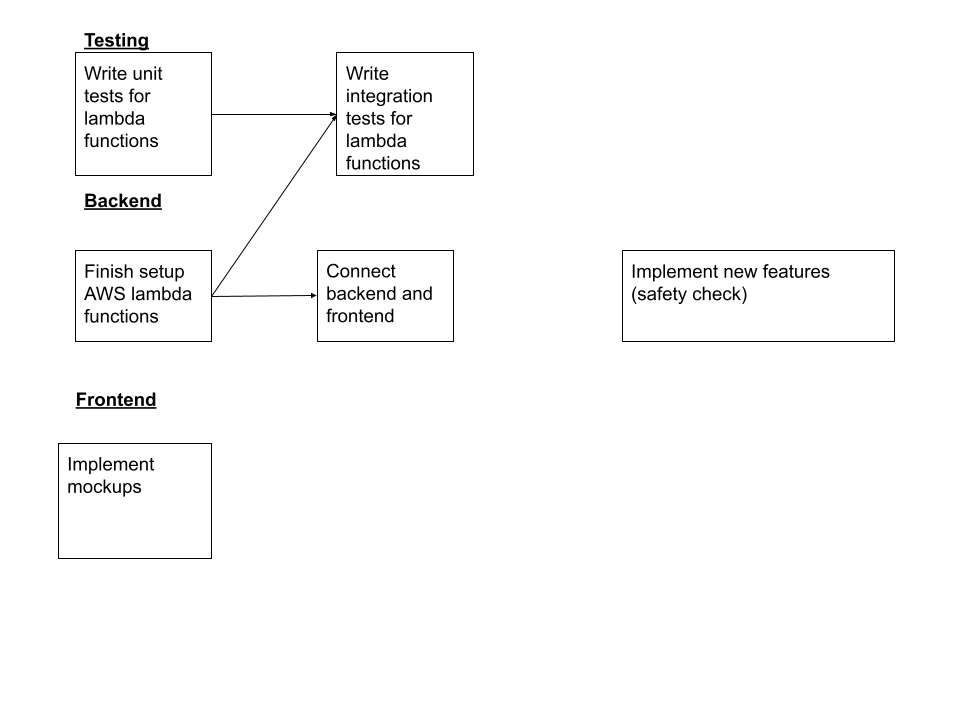 Testing
Write unit
tests for
lambda
functions
Write
integration
tests for
lambda
functions
Backend
Finish setup
AWS lambda
functions
Connect
backend and
frontend
Implement new features
(safety check)
Frontend
Implement
mockups